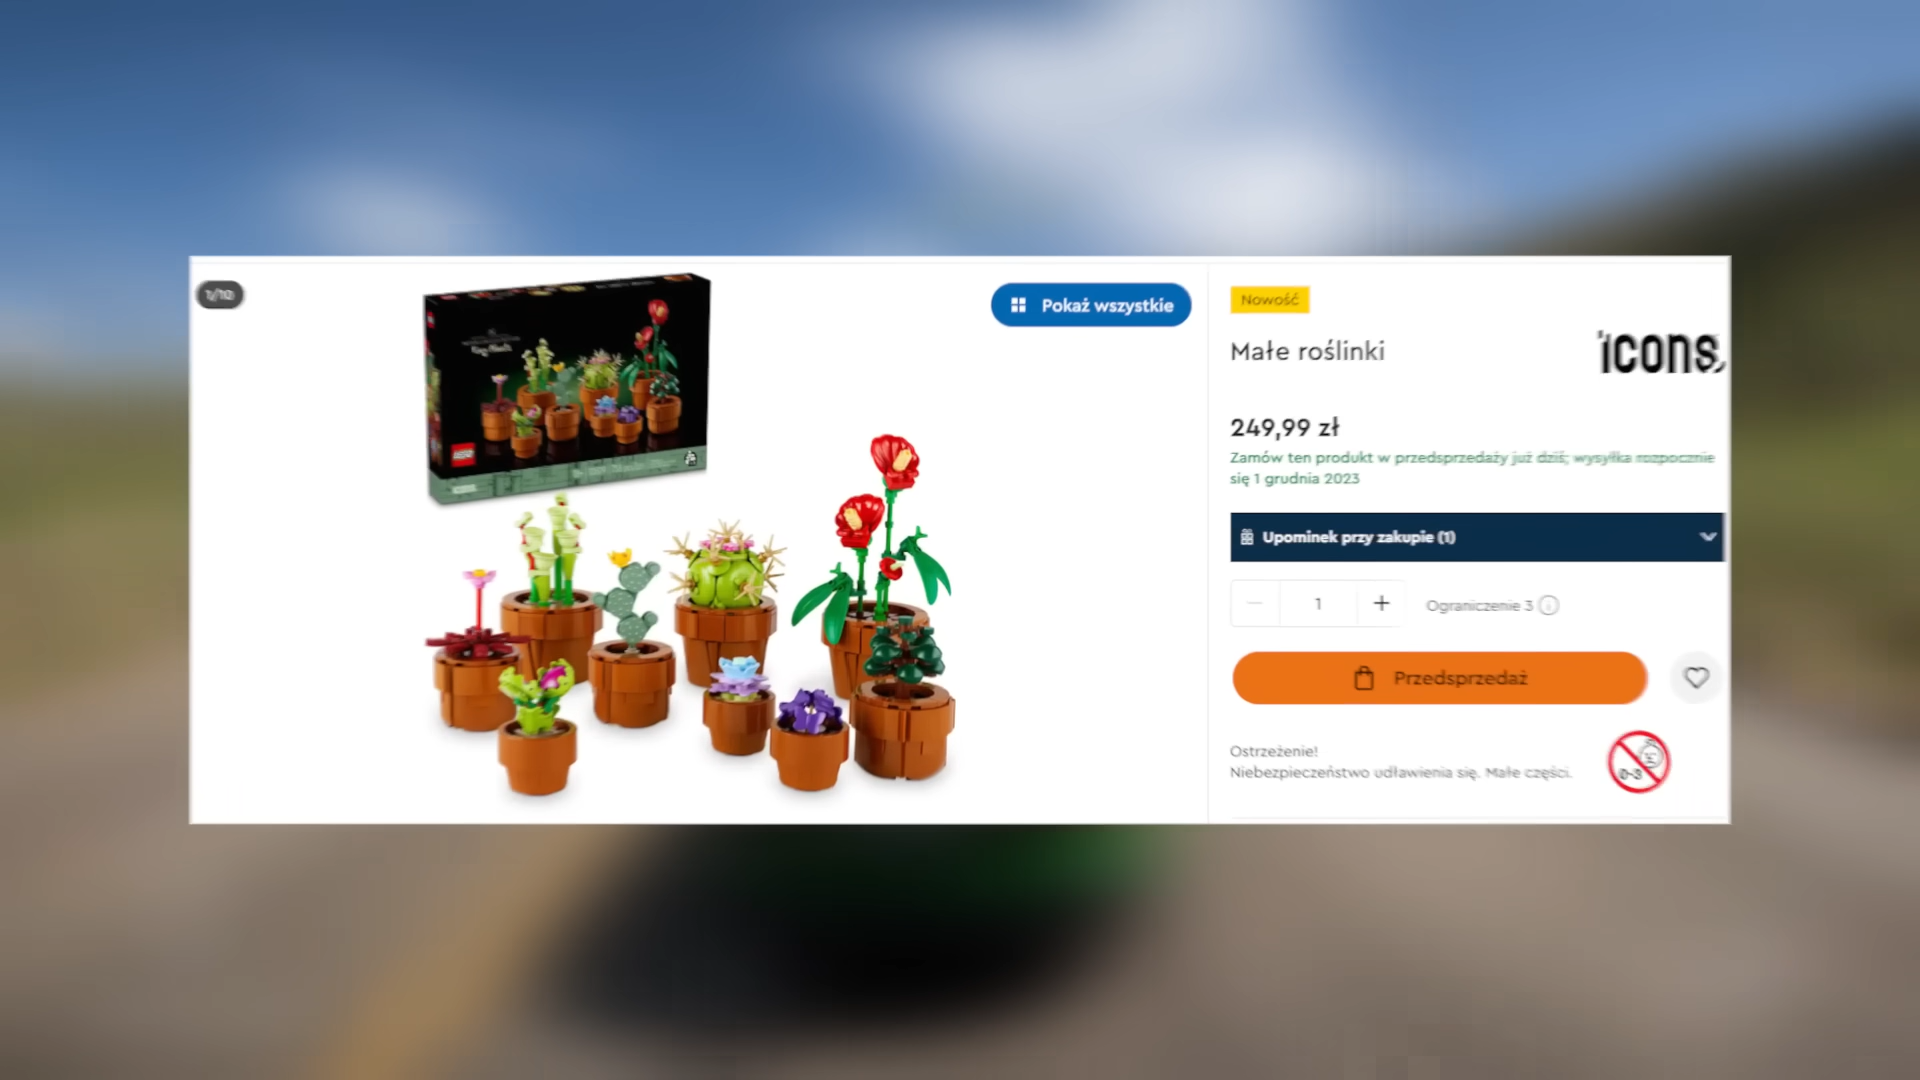 1/10
LEGO
Pokaż wszystkie
Nowość
Małe roślinki
icons
249,99 zł
Zamów ten produkt w przedsprzedaży już dziś; wysyłka rozpocznie
się 1 grudnia 2023
Upominek przy zakupie (1)
1
Ograniczenie 3
Przedsprzedaż
Ostrzeżenie!
Niebezpieczeństwo udławienia się. Małe części.
0-3